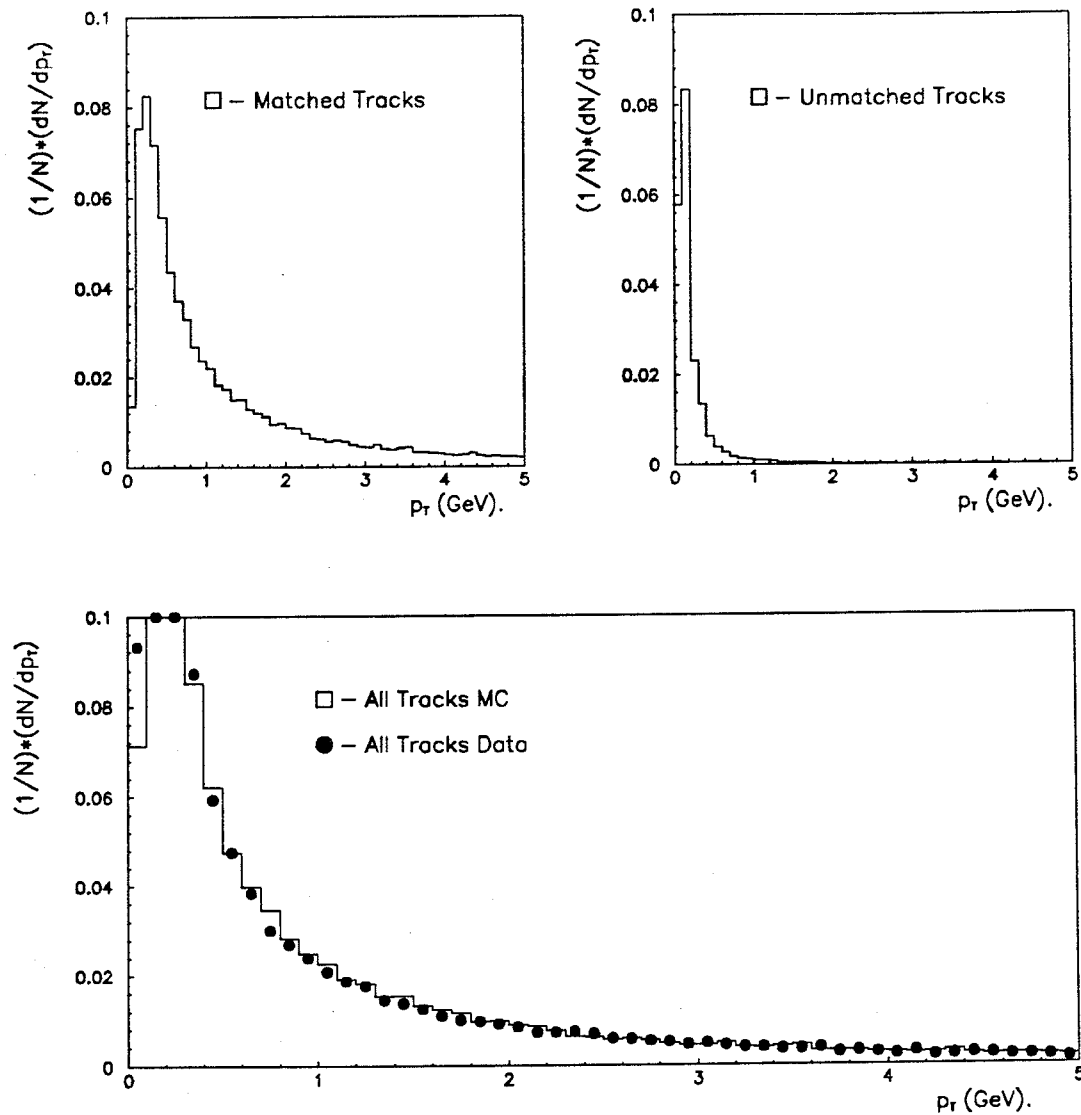 0.1
0.08
0.06
0.04
0.02
0
(1/N)*(dN/dpT)
□ – Matched Tracks
0 1 2 3 4 5
pT (GeV).
0.1
0.08
0.06
0.04
0.02
0
(1/N)*(dN/dpT)
□ – Unmatched Tracks
0 1 2 3 4 5
pT (GeV).
0.1
0.08
0.06
0.04
0.02
0
(1/N)*(dN/dpT)
□ – All Tracks MC
● – All Tracks Data
0 1 2 3 4 5
pT (GeV).